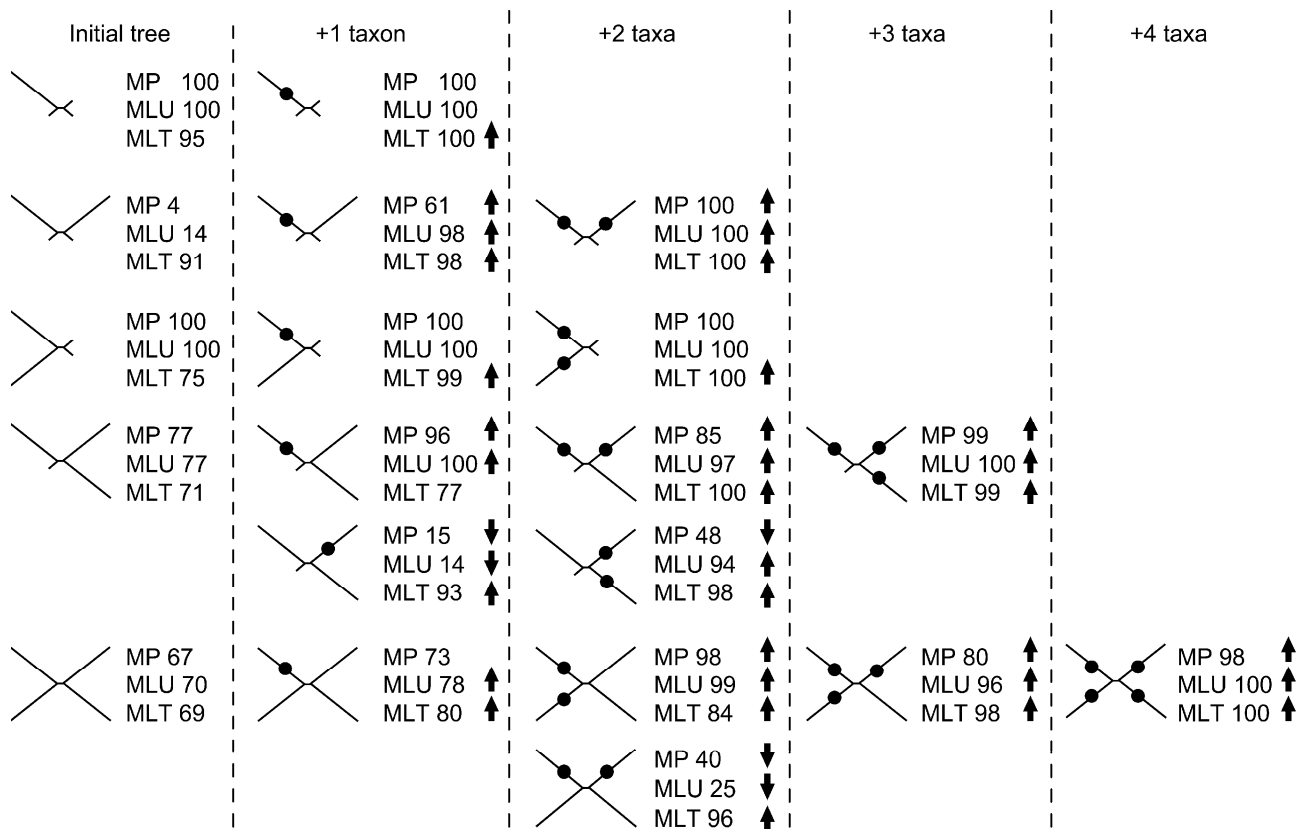 Initial tree
+1 taxon
+2 taxa
+3 taxa
+4 taxa
MP 100
MLU 100
MLT 95
MP 100
MLU 100
MLT 100
MP 4
MLU 14
MLT 91
MP 61
MLU 98
MLT 98
MP 100
MLU 100
MLT 100
MP 100
MLU 100
MLT 75
MP 100
MLU 100
MLT 99
MP 100
MLU 100
MLT 100
MP 77
MLU 77
MLT 71
MP 96
MLU 100
MLT 77
MP 85
MLU 97
MLT 100
MP 99
MLU 100
MLT 99
MP 15
MLU 14
MLT 93
MP 48
MLU 94
MLT 98
MP 67
MLU 70
MLT 69
MP 73
MLU 78
MLT 80
MP 98
MLU 99
MLT 84
MP 80
MLU 96
MLT 98
MP 98
MLU 100
MLT 100
MP 40
MLU 25
MLT 96